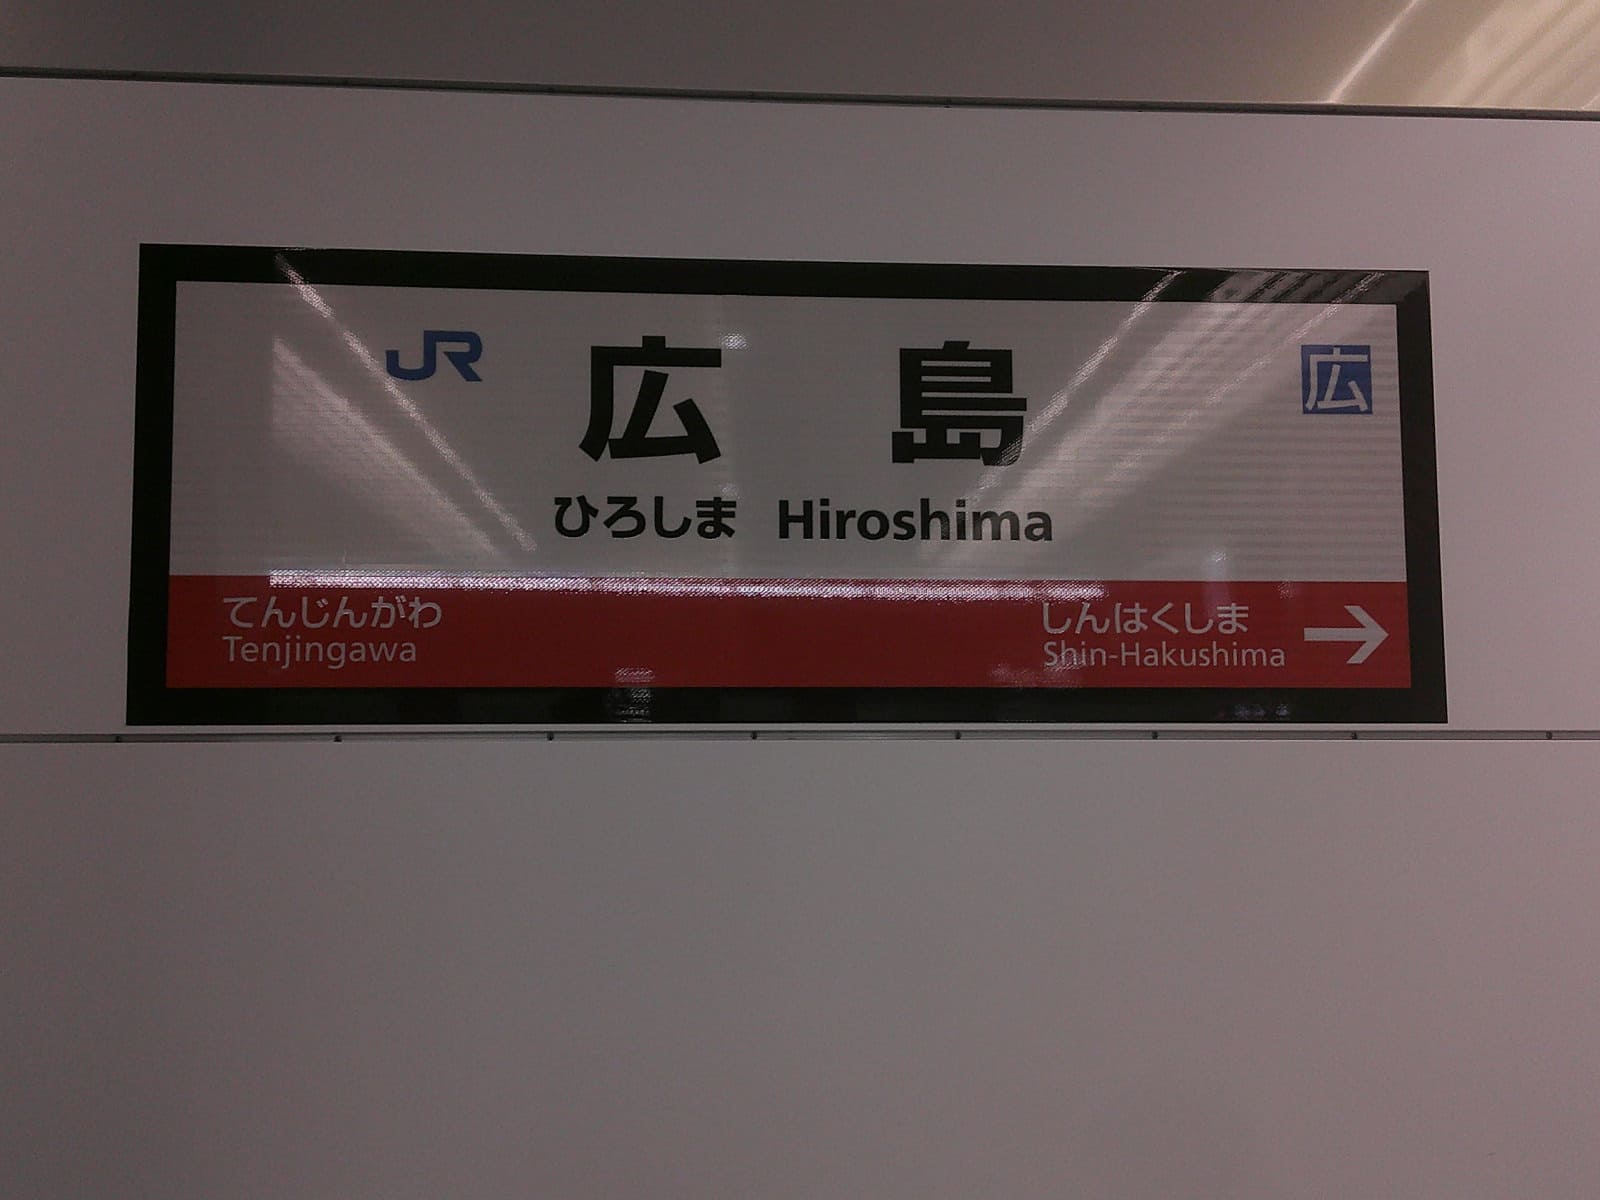 JR 広島 広
ひろしま Hiroshima
てんじんがわ しんはくしま →
Tenjingawa Shin-Hakushima